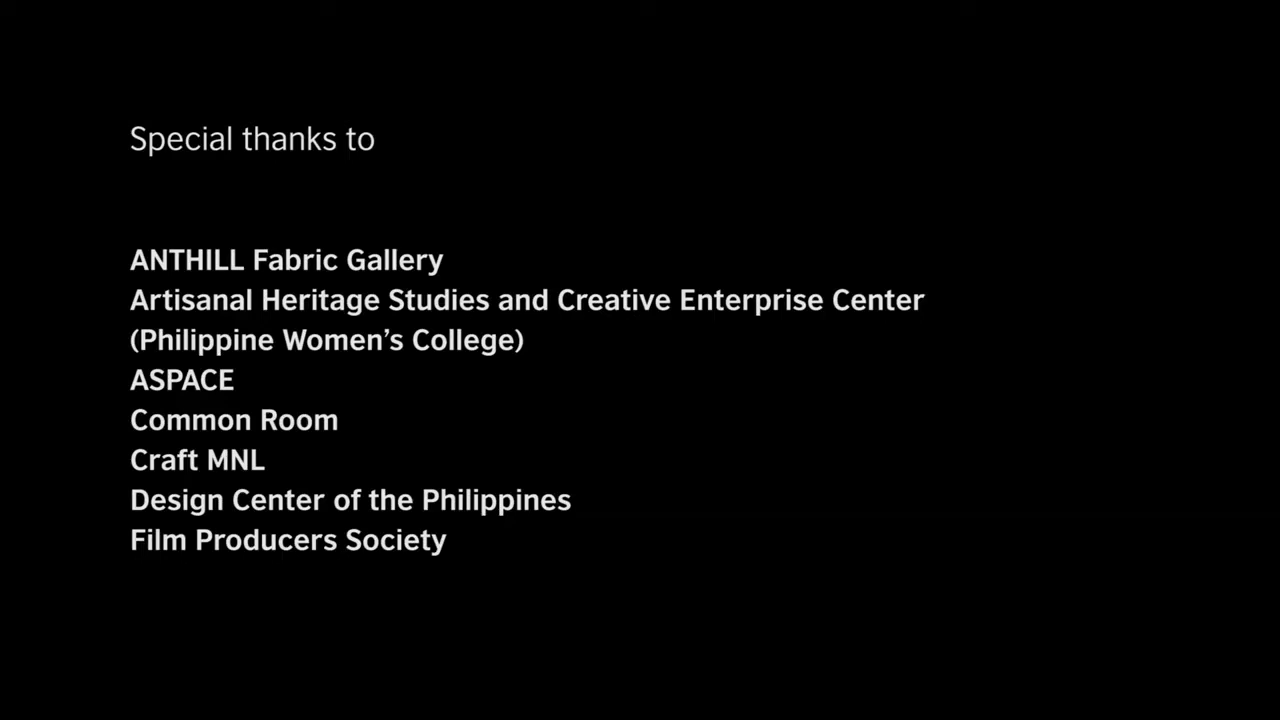 Special thanks to
ANTHILL Fabric Gallery
Artisanal Heritage Studies and Creative Enterprise Center
(Philippine Women’s College)
ASPACE
Common Room
Craft MNL
Design Center of the Philippines
Film Producers Society